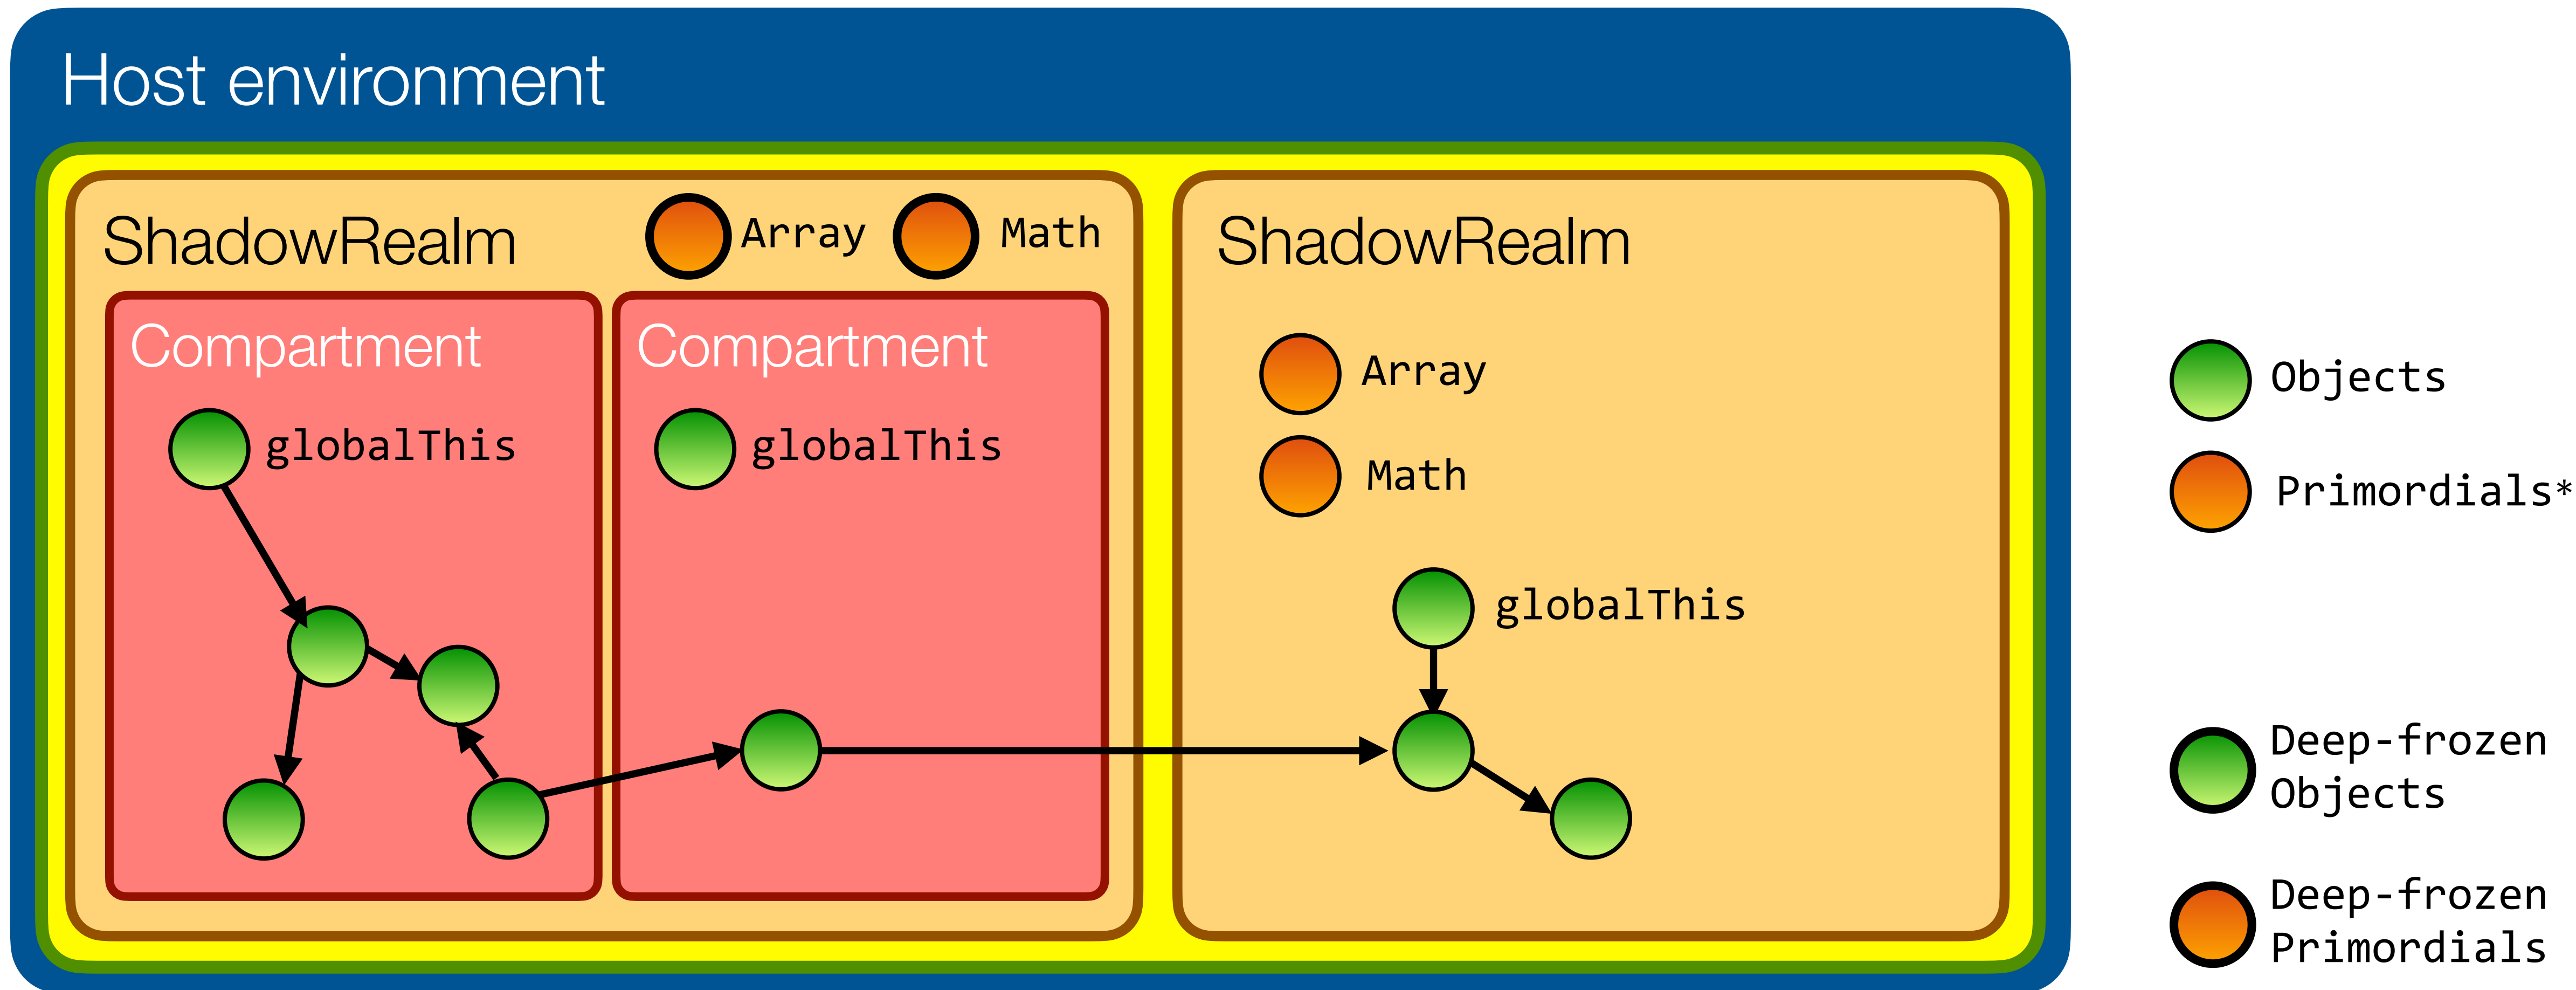 Host environment
ShadowRealm
Array
Math
Compartment
globalThis
Compartment
globalThis
ShadowRealm
Array
Math
globalThis
Objects
Primordials*
Deep-frozen
Objects
Deep-frozen
Primordials